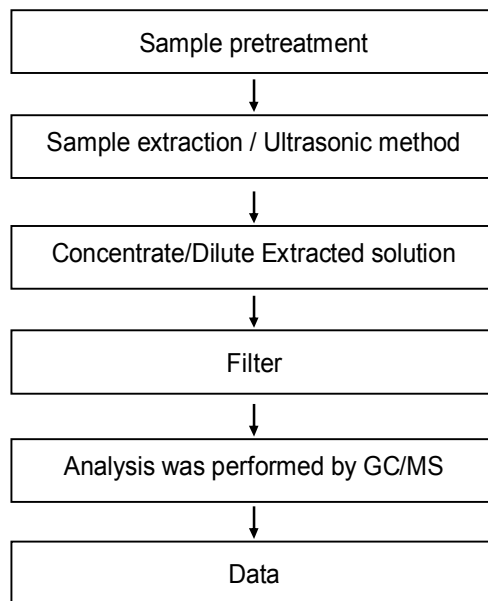 Sample pretreatment
Sample extraction / Ultrasonic method
Concentrate/Dilute Extracted solution
Filter
Analysis was performed by GC/MS
Data